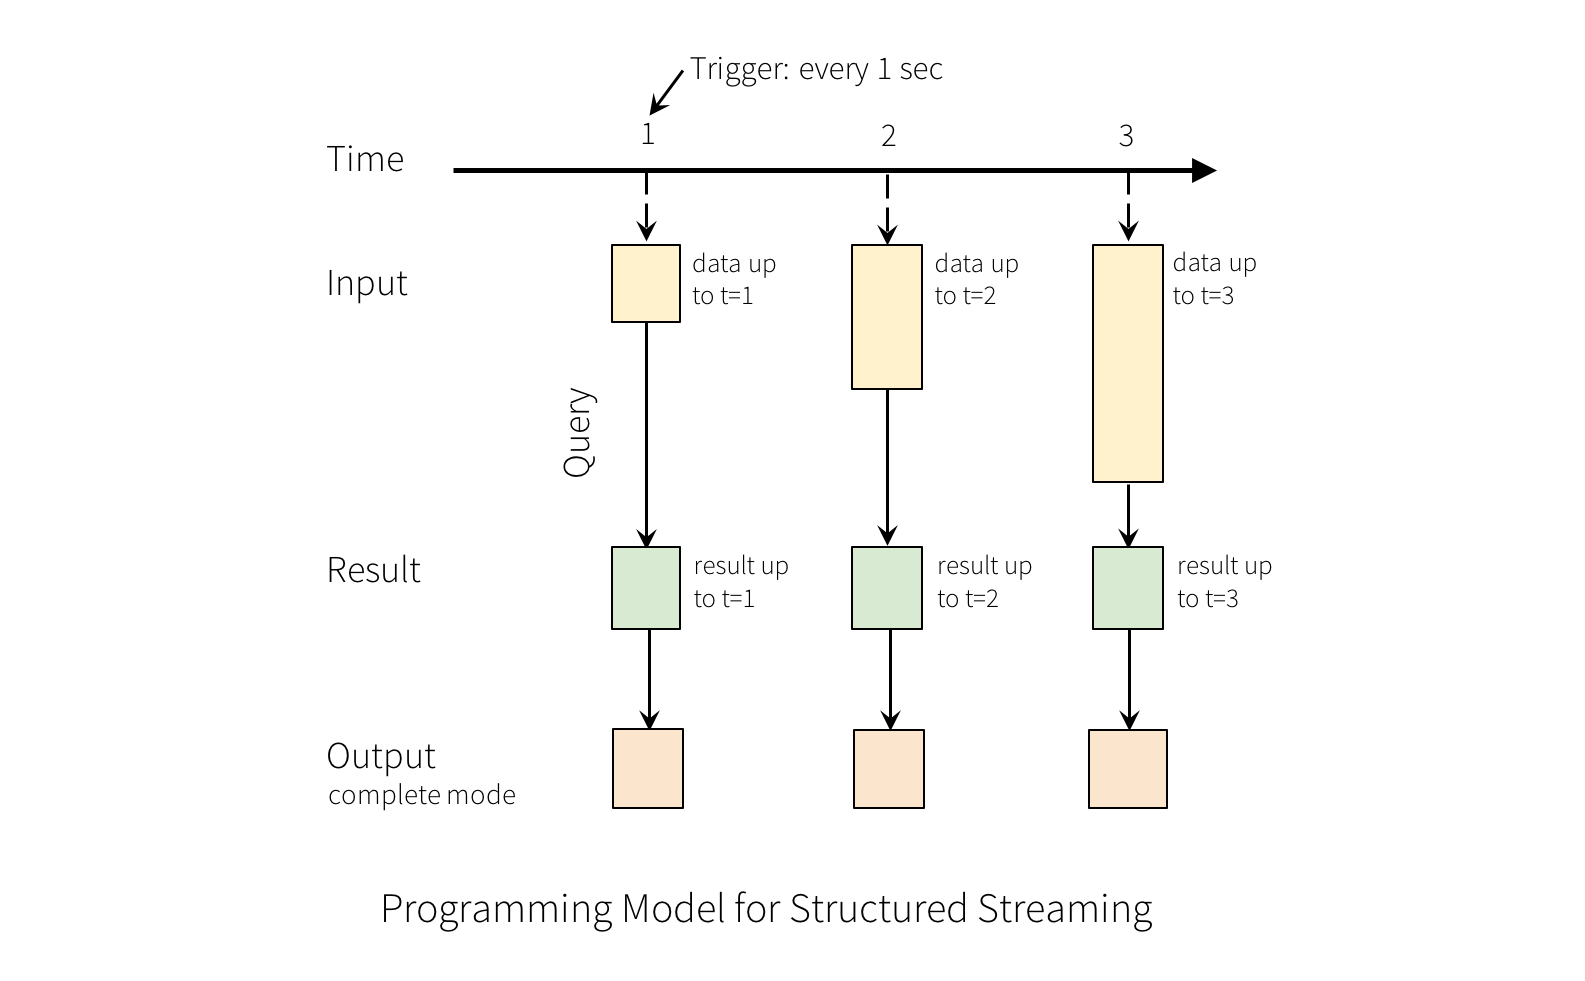 Trigger: every 1 sec
1 2 3
Time
Input
data up
to t=1
data up
to t=2
data up
to t=3
Query
Result
result up
to t=1
result up
to t=2
result up
to t=3
Output
complete mode
Programming Model for Structured Streaming